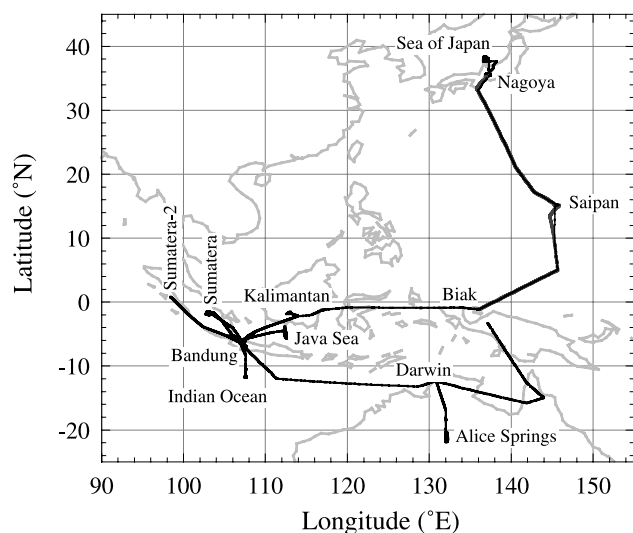 40
30
20
10
0
-10
-20
90
100
110
120
130
140
150
Latitude (˚N)
Longitude (˚E)
Sea of Japan
Nagoya
Saipan
Sumatera-2
Sumatera
Kalimantan
Biak
Java Sea
Bandung
Darwin
Indian Ocean
Alice Springs